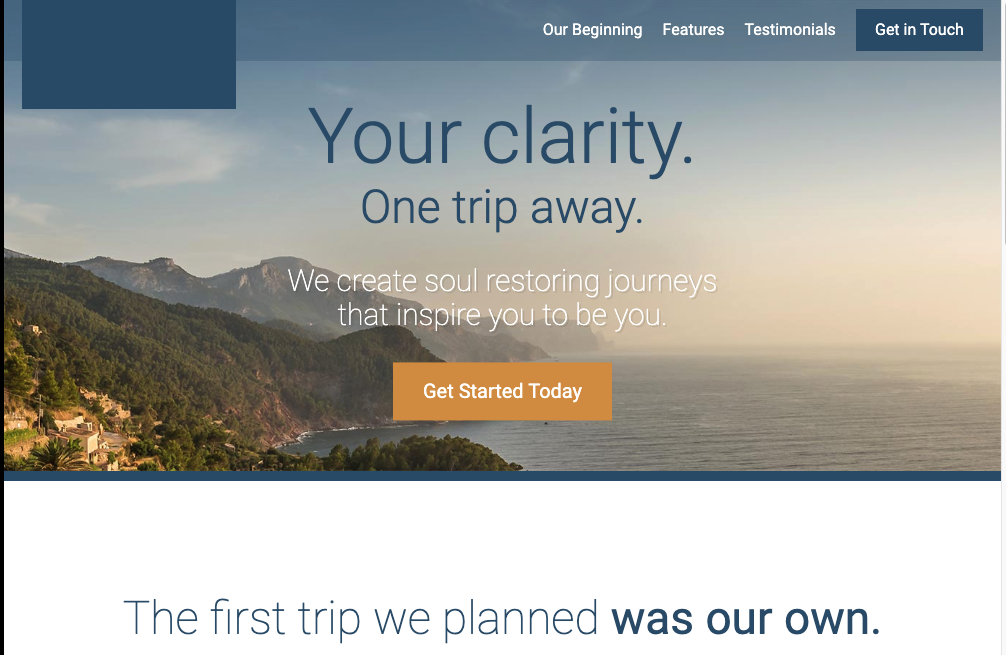 Our Beginning Features Testimonials Get in Touch
Your clarity.
One trip away.
We create soul restoring journeys
that inspire you to be you.
Get Started Today
The first trip we planned was our own.